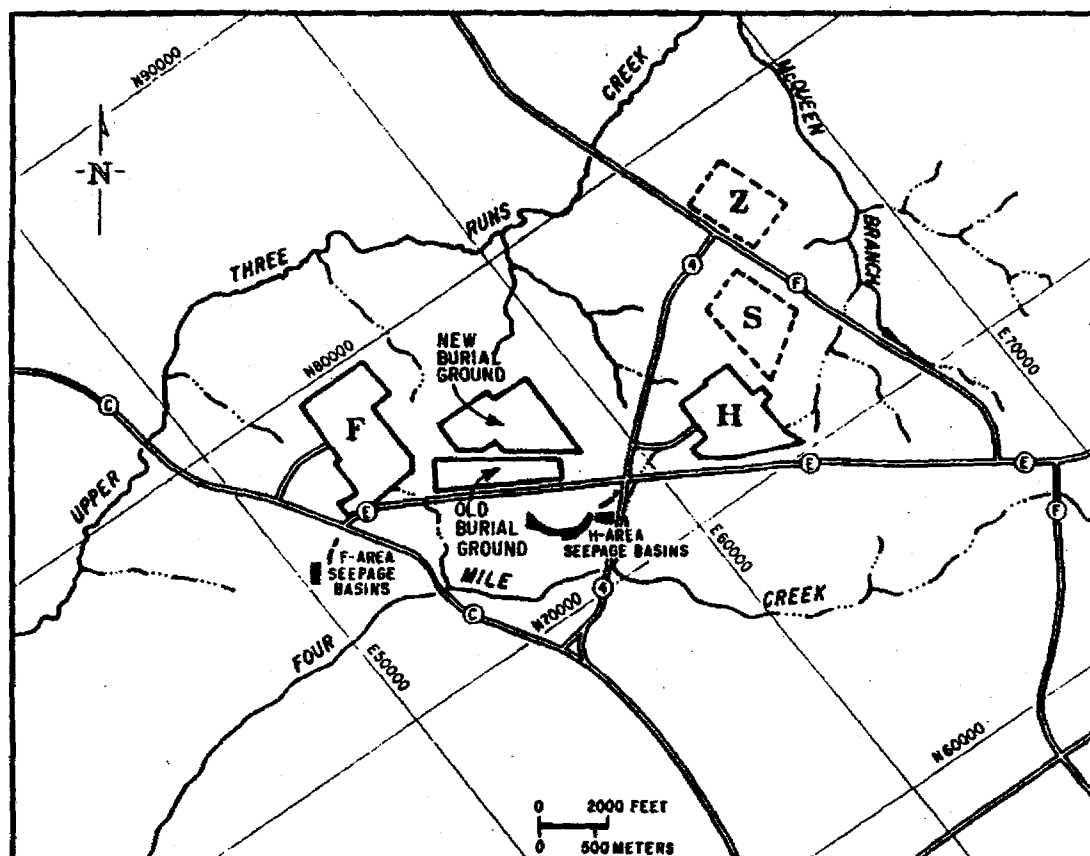 N90000
CREEK
McQUEEN
-N-
Z
RUNS
BRANCH
THREE
4
F
S
E70000
NEW
BURIAL
GROUND
N80000
C
F
H
E
E
UPPER
E
F
OLD
BURIAL
GROUND
H-AREA
SEEPAGE BASINS
E60000
F-AREA
SEEPAGE
BASINS
MILE
4
CREEK
C
N70000
FOUR
E50000
N60000
0 2000 FEET
0 500 METERS